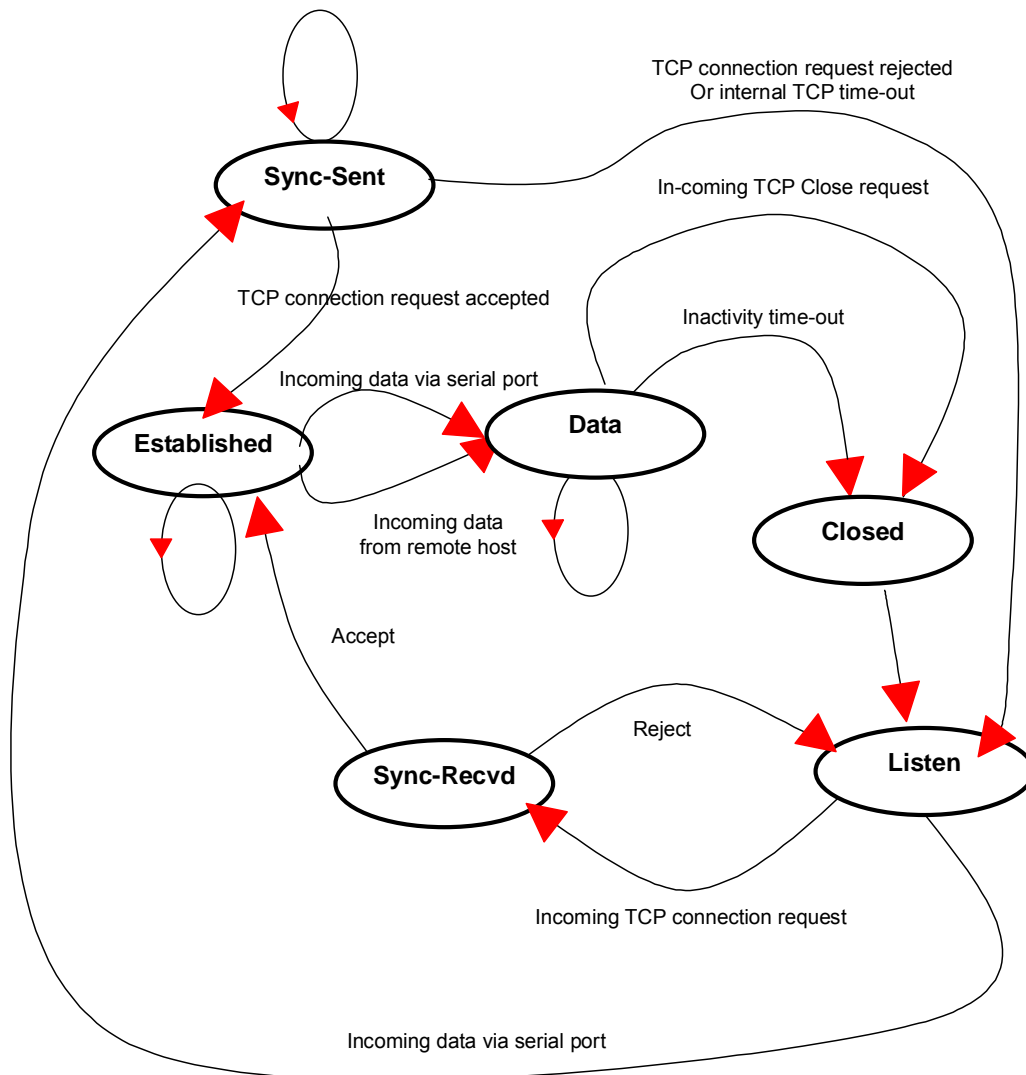 TCP connection request rejected
Or internal TCP time-out
Sync-Sent
In-coming TCP Close request
TCP connection request accepted
Inactivity time-out
Incoming data via serial port
Data
Established
Incoming data
from remote host
Closed
Accept
Reject
Listen
Sync-Recvd
Incoming TCP connection request
Incoming data via serial port